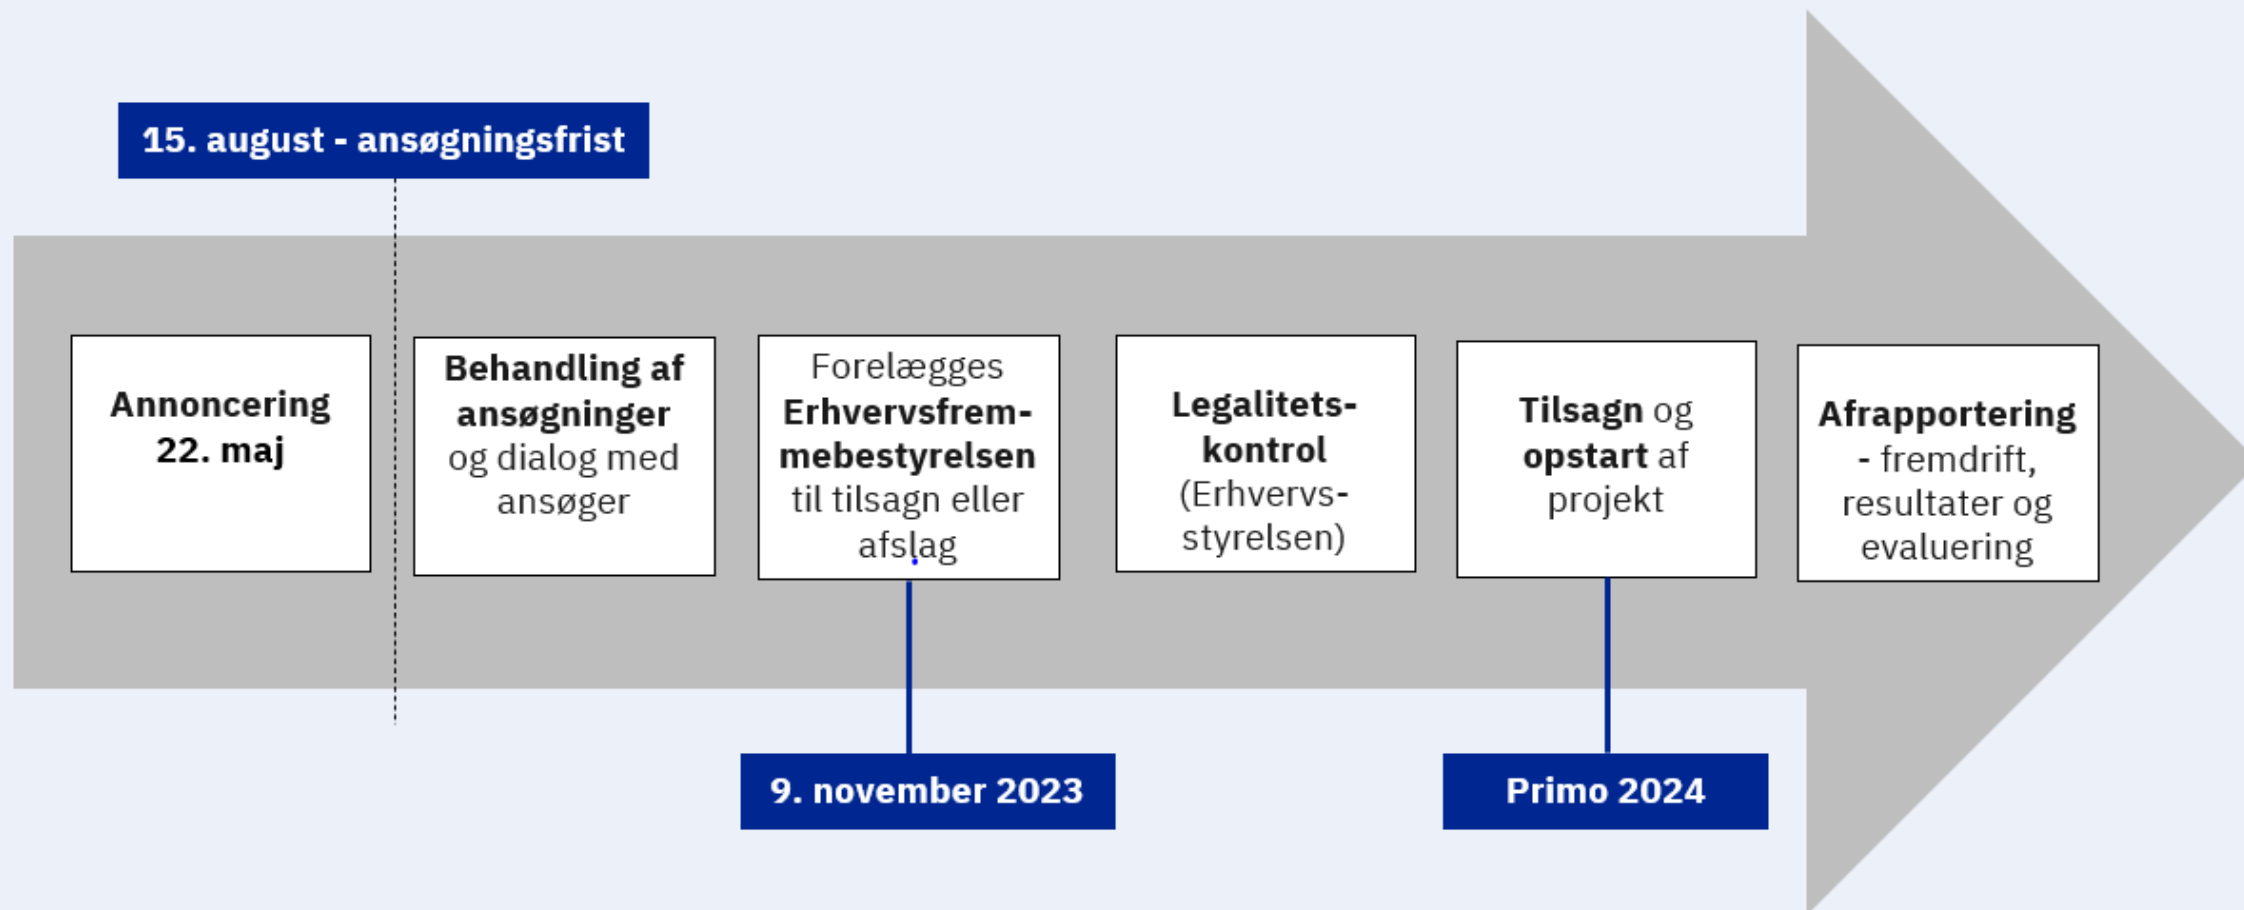 15. august - ansøgningsfrist
Annoncering
22. maj
Behandling af
ansøgninger
og dialog med
ansøger
Forelægges
Erhvervsfrem-
mebestyrelsen
til tilsagn eller
afslag
Legalitets-
kontrol
(Erhvervs-
styrelsen)
Tilsagn og
opstart af
projekt
Afrapportering
- fremdrift,
resultater og
evaluering
9. november 2023
Primo 2024